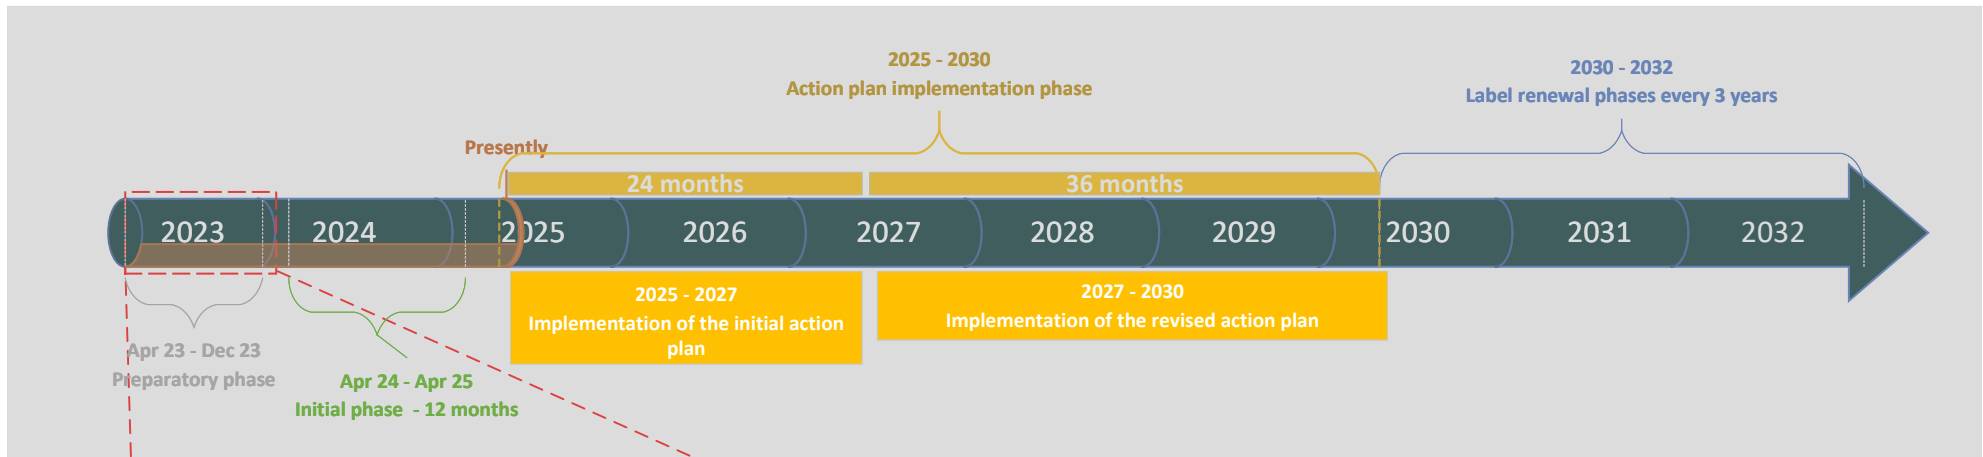 2025 - 2030
Action plan implementation phase
2030 - 2032
Label renewal phases every 3 years
Presently
24 months
36 months
2023
2024
2025
2026
2027
2028
2029
2030
2031
2032
2025 - 2027
Implementation of the initial action
plan
2027 - 2030
Implementation of the revised action plan
Apr 23 - Dec 23
Preparatory phase
Apr 24 - Apr 25
Initial phase  - 12 months